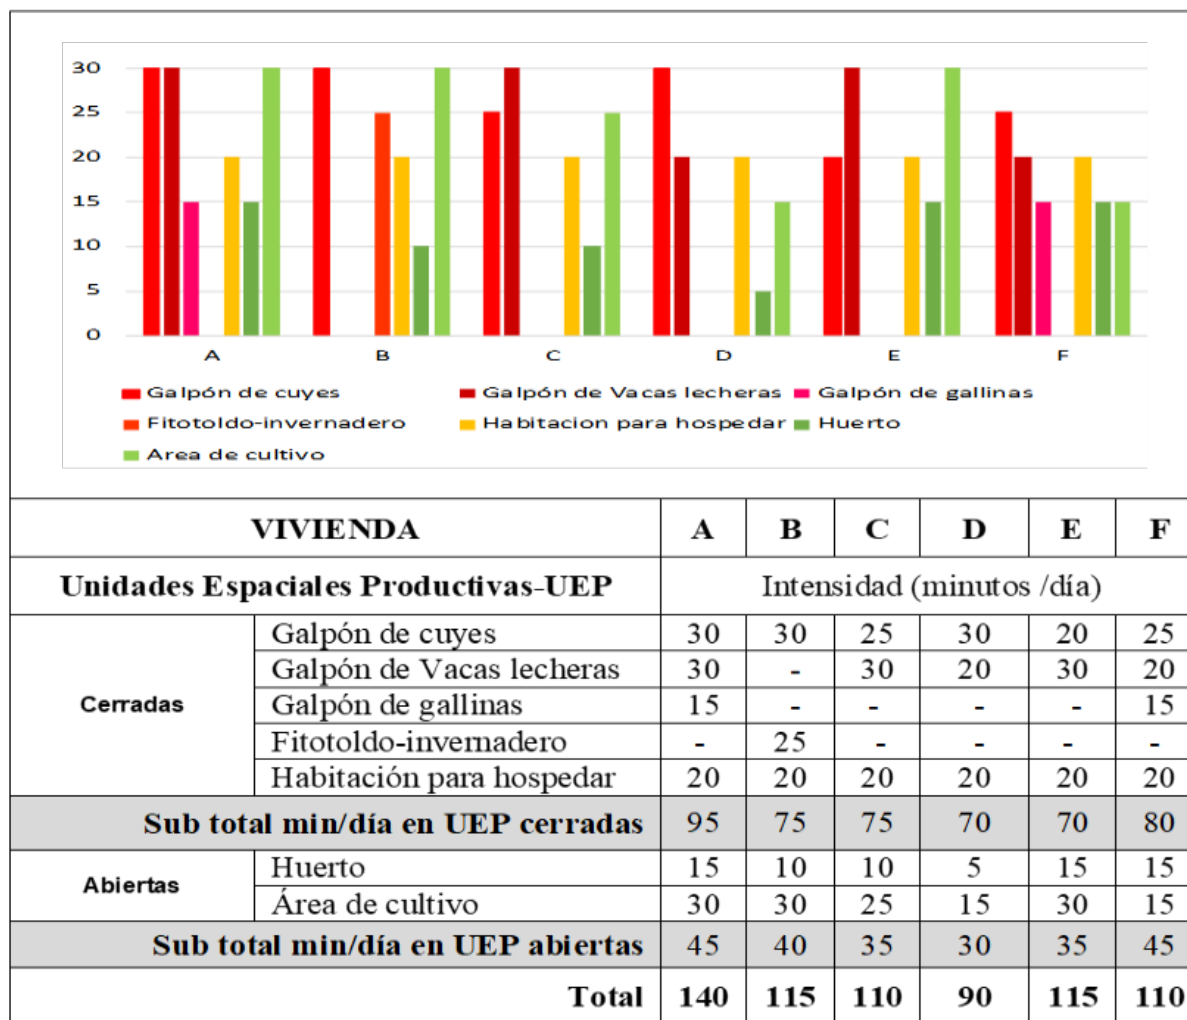 30
25
20
15
10
5
0
A B C D E F
Galpón de cuyes Galpón de Vacas lecheras Galpón de gallinas
Fitotoldo-invernadero Habitacion para hospedar Huerto
Area de cultivo
VIVIENDA A B C D E F
Unidades Espaciales Productivas-UEP Intensidad (minutos /día)
Cerradas
Galpón de cuyes 30 30 25 30 20 25
Galpón de Vacas lecheras 30 - 30 20 30 20
Galpón de gallinas 15 - - - - 15
Fitotoldo-invernadero - 25 - - - -
Habitación para hospedar 20 20 20 20 20 20
Sub total min/día en UEP cerradas 95 75 75 70 70 80
Abiertas
Huerto 15 10 10 5 15 15
Área de cultivo 30 30 25 15 30 15
Sub total min/día en UEP abiertas 45 40 35 30 35 45
Total 140 115 110 90 115 110